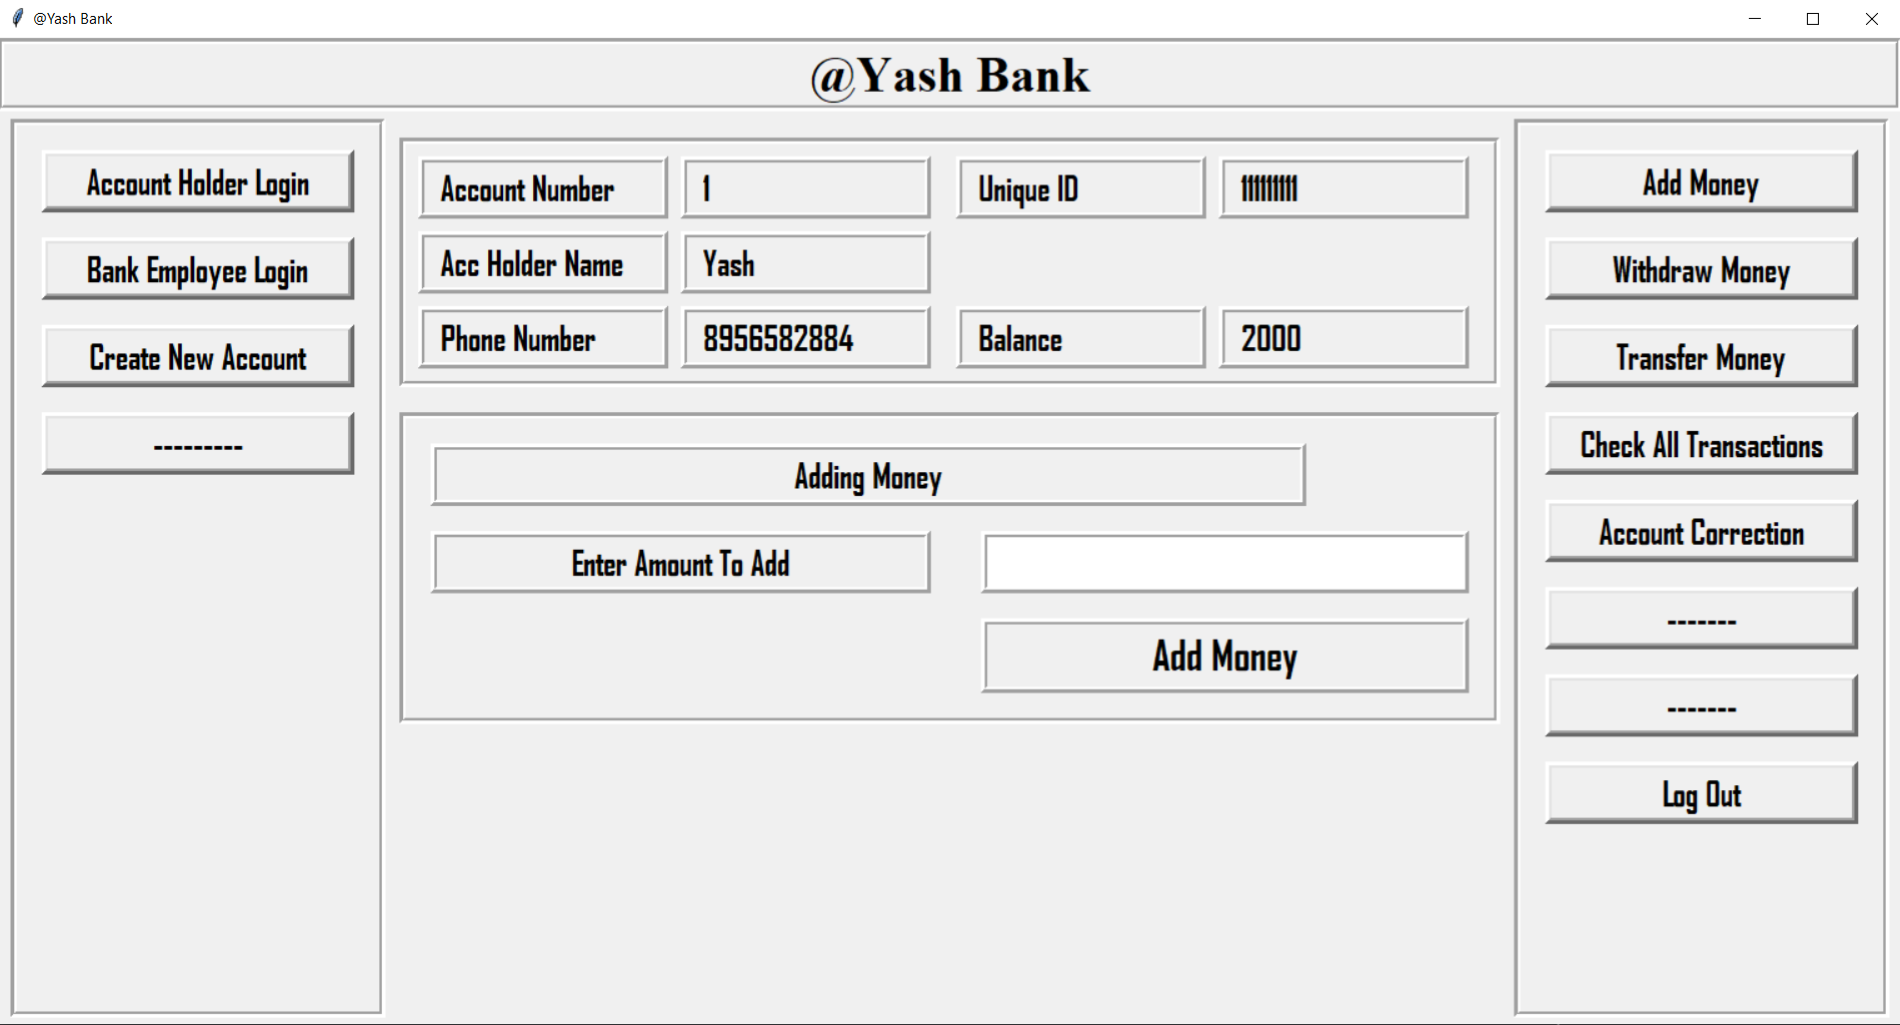 @Yash Bank
@Yash Bank
Account Holder Login
Bank Employee Login
Create New Account
---------
Account Number 1 Unique ID 111111111
Acc Holder Name Yash
Phone Number 8956582884 Balance 2000
Adding Money
Enter Amount To Add
Add Money
Add Money
Withdraw Money
Transfer Money
Check All Transactions
Account Correction
-------
-------
Log Out